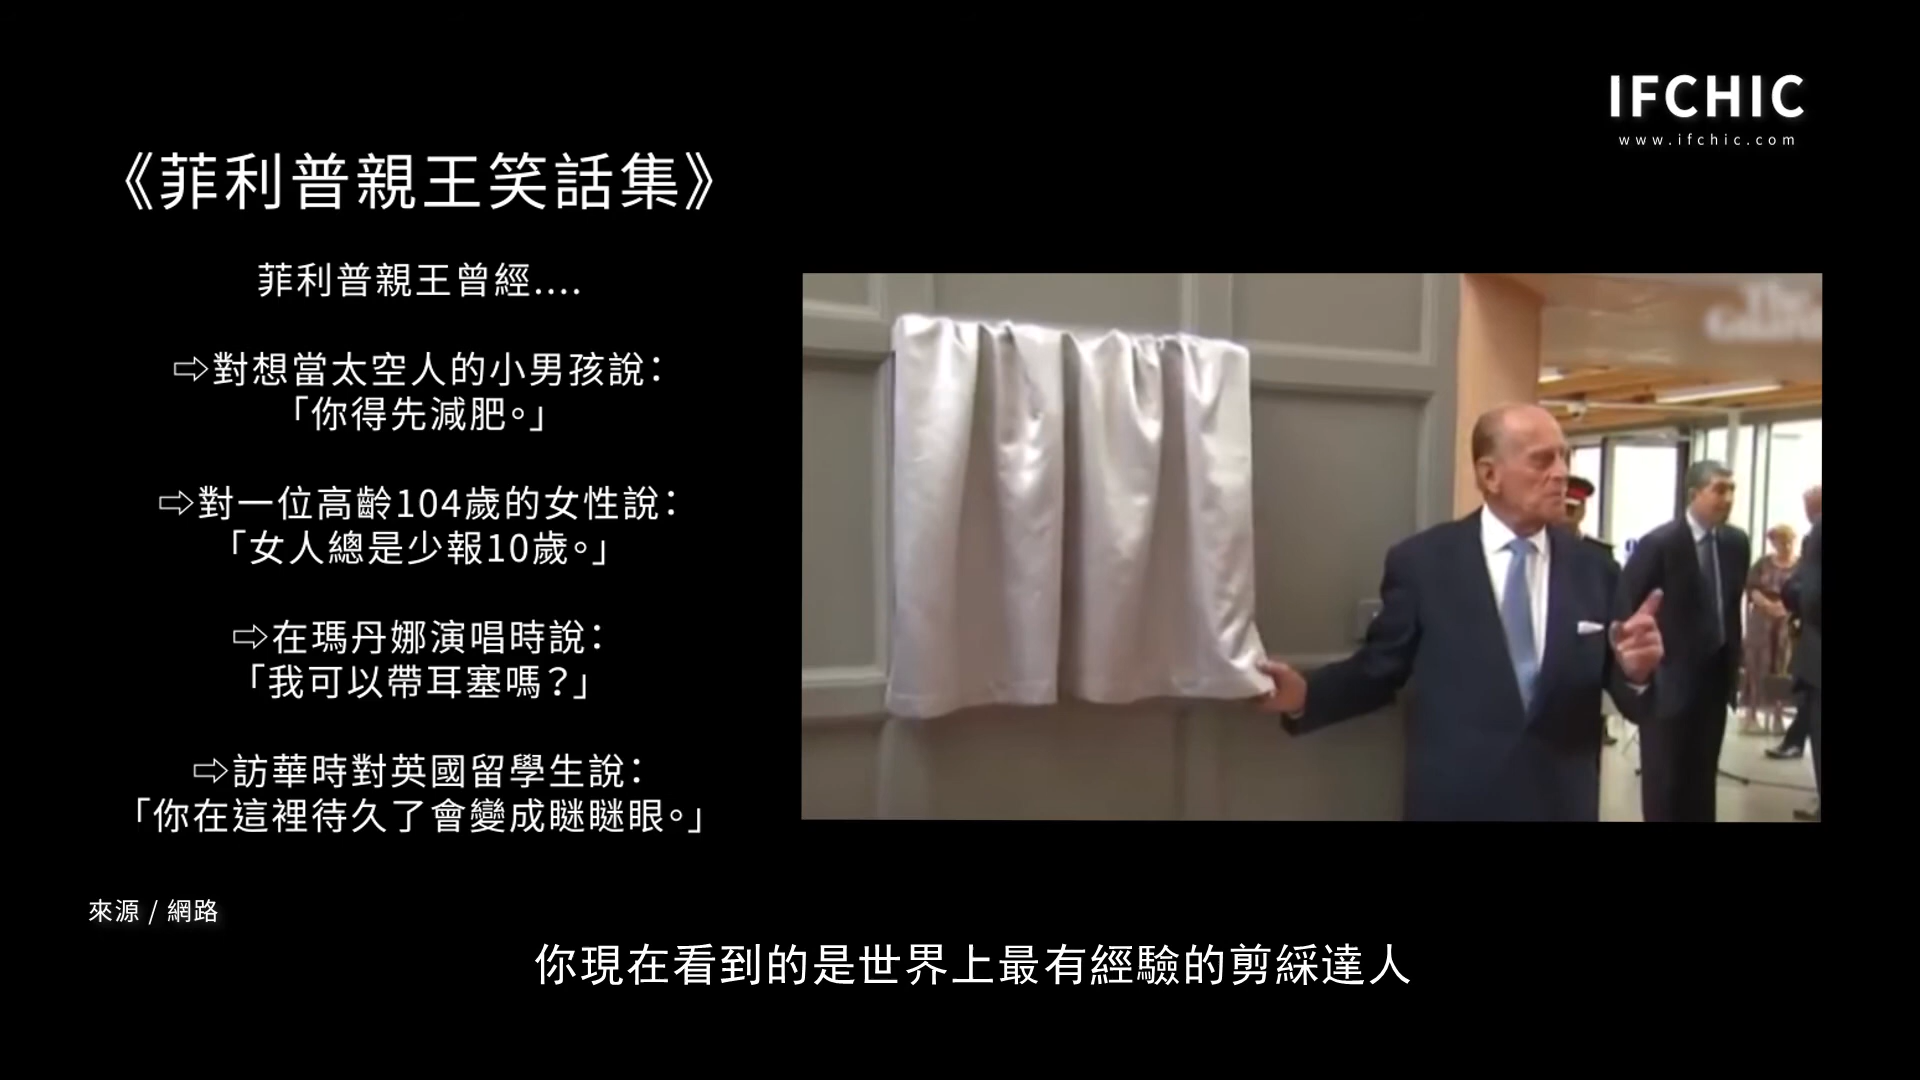 IFCHIC
www.ifchic.com
《菲利普親王笑話集》
菲利普親王曾經....
⇨對想當太空人的小男孩說：
「你得先減肥。」
⇨對一位高齡104歲的女性說：
「女人總是少報10歲。」
⇨在瑪丹娜演唱時說：
「我可以帶耳塞嗎？」
⇨訪華時對英國留學生說：
「你在這裡待久了會變成瞇瞇眼。」
來源 / 網路
你現在看到的是世界上最有經驗的剪綵達人